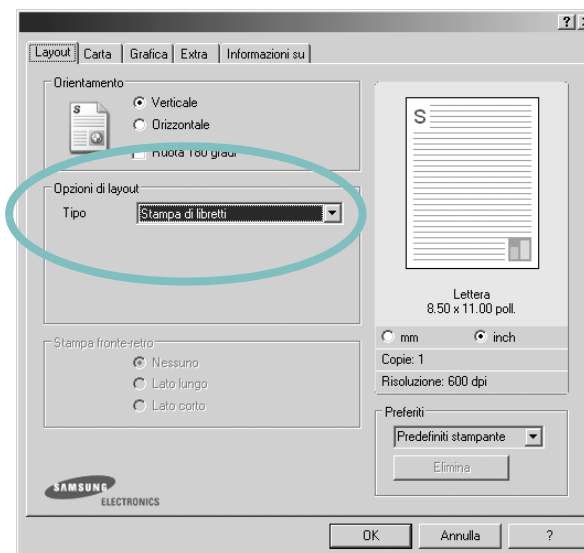 ? ×
Layout Carta Grafica Extra Informazioni su
Orientamento
S
Verticale
Orizzontale
Ruota 180 gradi
Opzioni di layout
Tipo Stampa di libretti
Stampa fronte-retro
Nessuno
Lato lungo
Lato corto
SAMSUNG
ELECTRONICS
S
Lettera
8.50 x 11.00 poll.
mm inch
Copie: 1
Risoluzione: 600 dpi
Preferiti
Predefiniti stampante
Elimina
OK Annulla ?